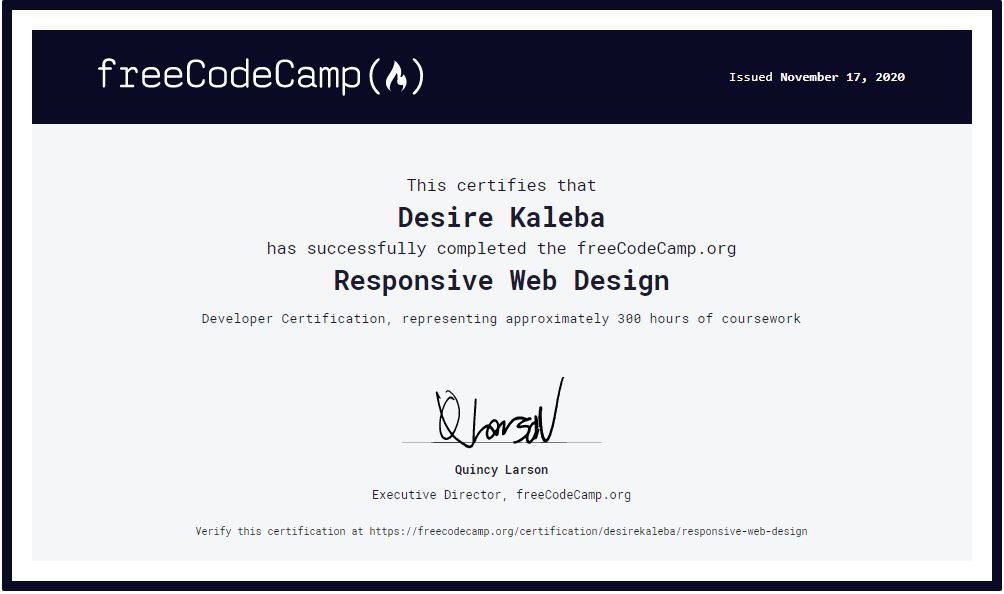 freeCodeCamp(🔥)
Issued November 17, 2020
This certifies that
Desire Kaleba
has successfully completed the freeCodeCamp.org
Responsive Web Design
Developer Certification, representing approximately 300 hours of coursework
QLarson
Quincy Larson
Executive Director, freeCodeCamp.org
Verify this certification at https://freecodecamp.org/certification/desirekaleba/responsive-web-design